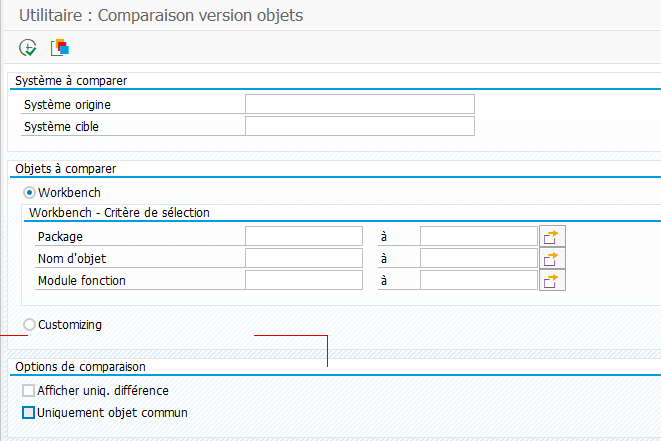 Utilitaire : Comparaison version objets
Système à comparer
Système origine
Système cible
Objets à comparer
Workbench
Workbench - Critère de sélection
Package à
Nom d'objet à
Module fonction à
Customizing
Options de comparaison
Afficher uniq. différence
Uniquement objet commun